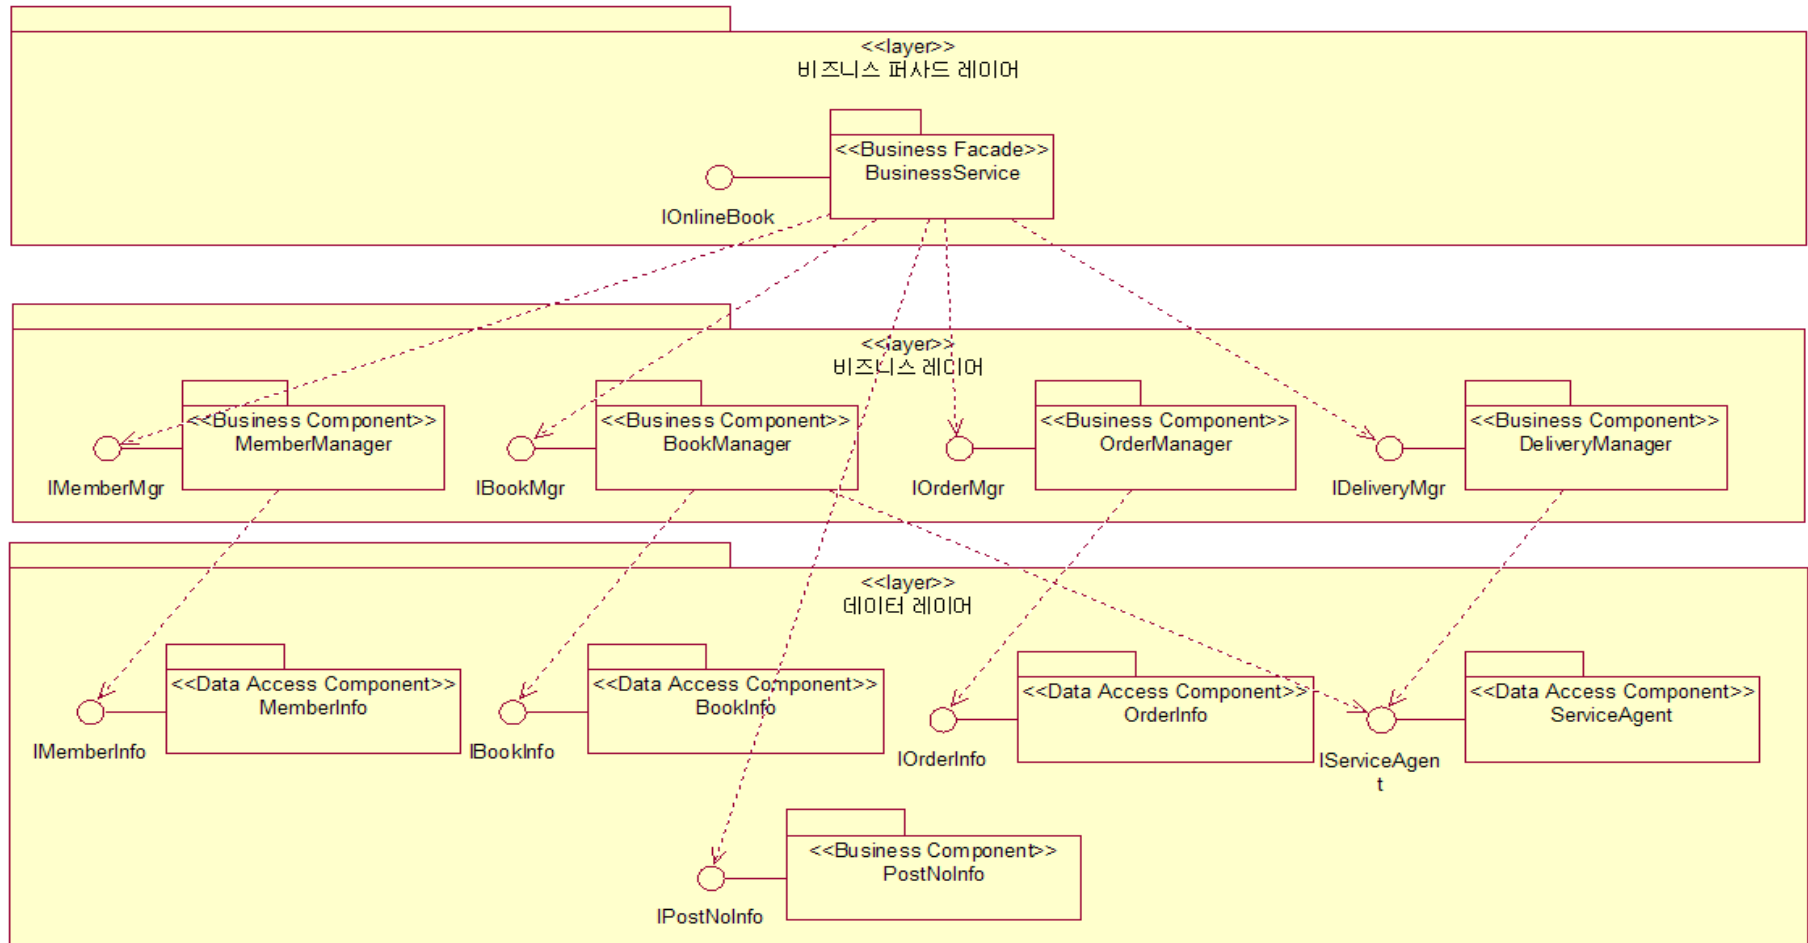 <<layer>>
비즈니스 퍼사드 레이어
<<Business Facade>>
BusinessService
IOnlineBook
<<layer>>
비즈니스 레이어
<<Business Component>>
MemberManager
IMemberMgr
<<Business Component>>
BookManager
IBookMgr
<<Business Component>>
OrderManager
IOrderMgr
<<Business Component>>
DeliveryManager
IDeliveryMgr
<<layer>>
데이터 레이어
<<Data Access Component>>
MemberInfo
IMemberInfo
<<Data Access Component>>
BookInfo
IBookInfo
<<Data Access Component>>
OrderInfo
IOrderInfo
<<Data Access Component>>
ServiceAgent
IServiceAgen
t
<<Business Component>>
PostNoInfo
IPostNoInfo